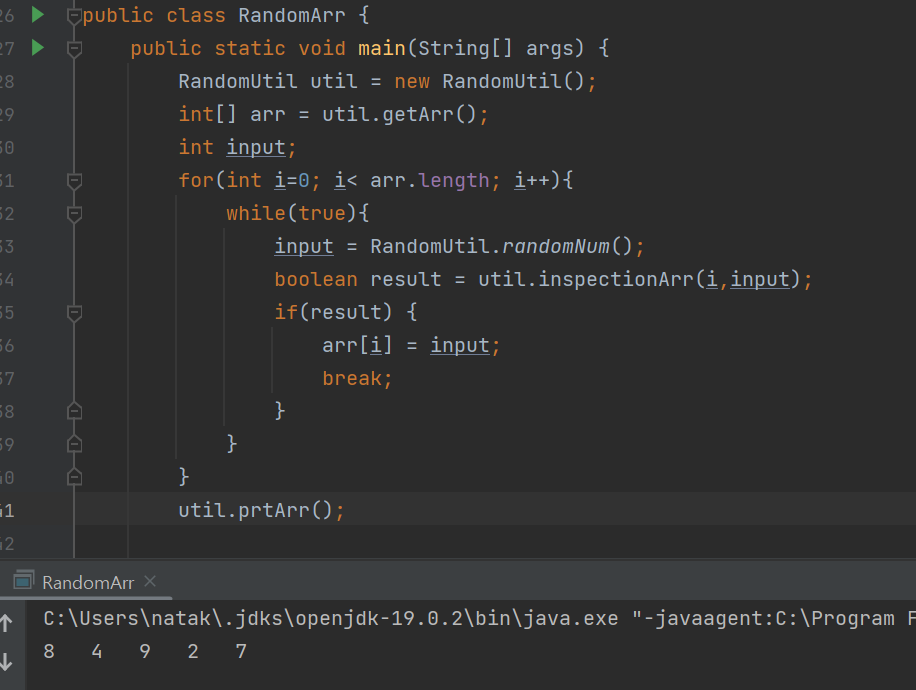 26 public class RandomArr {
27 public static void main(String[] args) {
28 RandomUtil util = new RandomUtil();
29 int[] arr = util.getArr();
30 int input;
31 for(int i=0; i< arr.length; i++){
32 while(true){
33 input = RandomUtil.randomNum();
34 boolean result = util.inspectionArr(i,input);
35 if(result) {
36 arr[i] = input;
37 break;
38 }
39 }
40 }
41 util.prtArr();
42
RandomArr
C:\Users\natak\.jdks\openjdk-19.0.2\bin\java.exe "-javaagent:C:\Program F
8 4 9 2 7